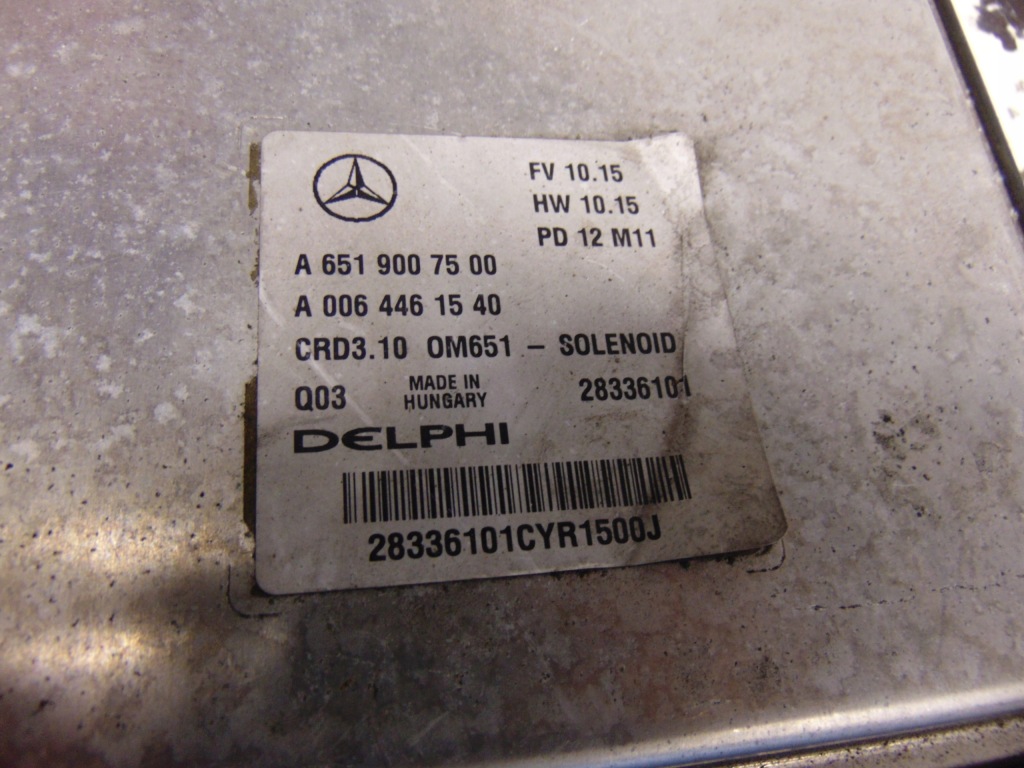 FV 10.15
HW 10.15
PD 12 M11
A 651 900 75 00
A 006 446 15 40
CRD3.10 OM651 – SOLENOID
Q03 MADE IN HUNGARY 28336101
DELPHI
28336101CYR1500J